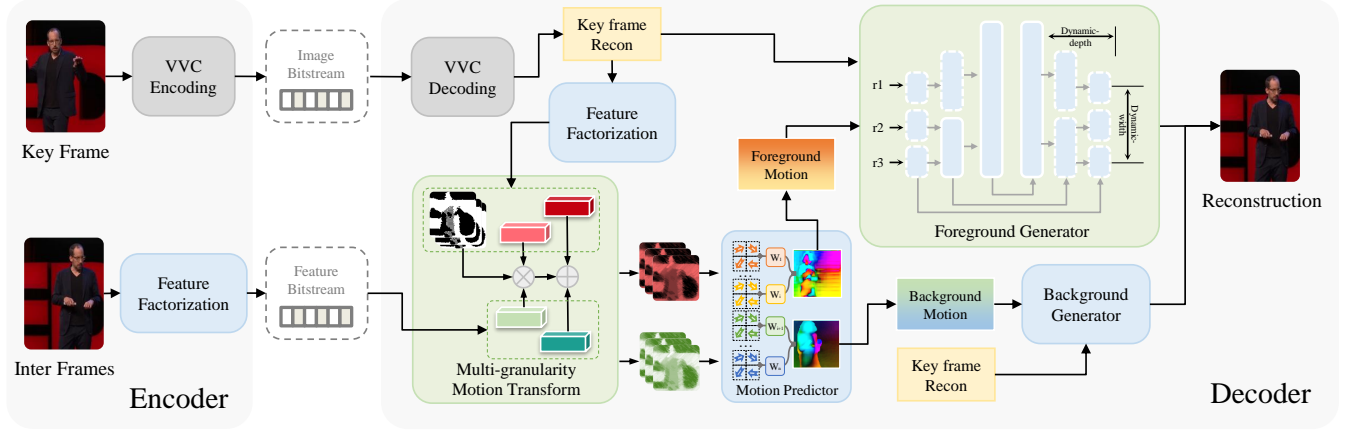 Key Frame
VVC
Encoding
Image
Bitstream
VVC
Decoding
Key frame
Recon
Feature
Factorization
Dynamic-
depth
r1
r2
r3
Dynamic-
width
Foreground Generator
Reconstruction
Foreground
Motion
Inter Frames
Feature
Factorization
Feature
Bitstream
Multi-granularity
Motion Transform
W1
W2
Wn-1
Wn
Motion Predictor
Background
Motion
Background
Generator
Key frame
Recon
Encoder
Decoder